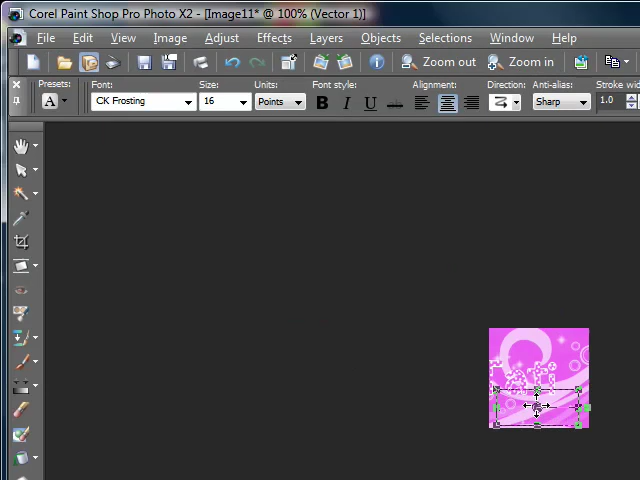 Corel Paint Shop Pro Photo X2 - [Image11* @ 100% (Vector 1)]
File Edit View Image Adjust Effects Layers Objects Selections Window Help
Zoom out Zoom in
Presets: Font: Size: Units: Font style: Alignment: Direction: Anti-alias: Stroke wid
A CK Frosting 16 Points B I U A Sharp 1.0